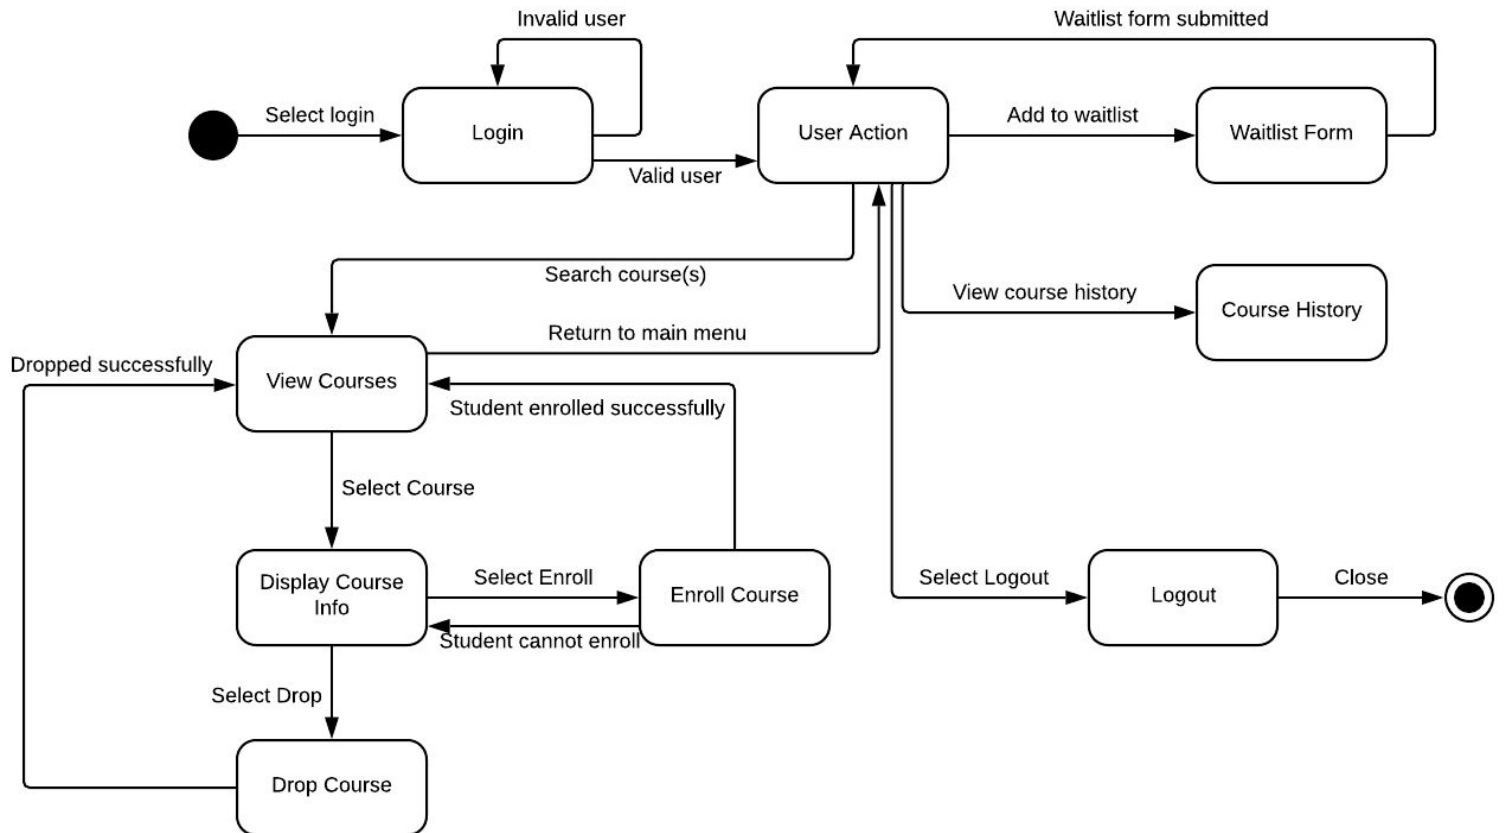 Invalid user
Waitlist form submitted
Select login
Login
User Action
Add to waitlist
Waitlist Form
Valid user
Search course(s)
View course history
Course History
Return to main menu
Dropped successfully
View Courses
Student enrolled successfully
Select Course
Display Course
Info
Select Enroll
Enroll Course
Select Logout
Logout
Close
Student cannot enroll
Select Drop
Drop Course